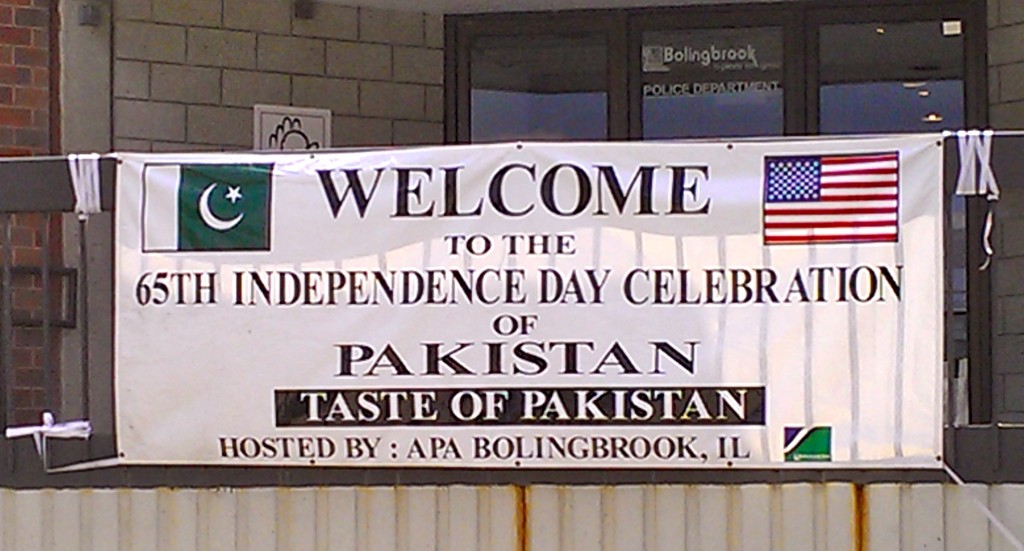 Bolingbrook
POLICE DEPARTMENT
WELCOME
TO THE
65TH INDEPENDENCE DAY CELEBRATION
OF
PAKISTAN
TASTE OF PAKISTAN
HOSTED BY : APA BOLINGBROOK, IL